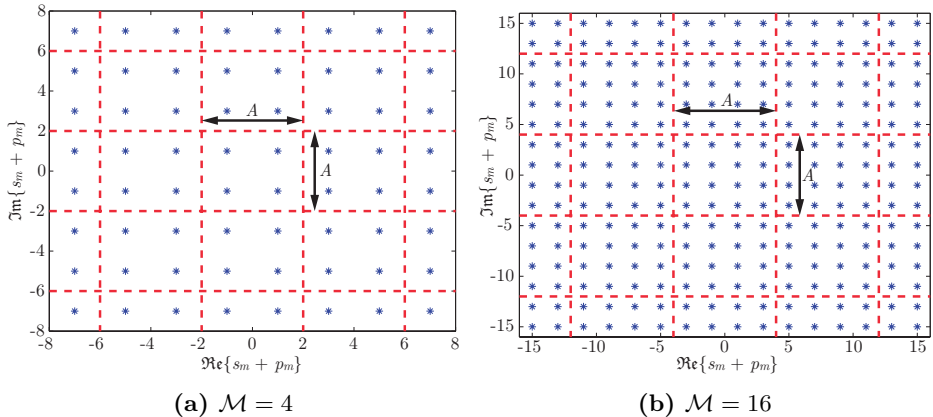 8
6
4
2
0
-2
-4
-6
-8
-8 -6 -4 -2 0 2 4 6 8
𝕴𝖒{s_m + p_m}
𝕽𝖊{s_m + p_m}
A
A
(a) ℳ = 4
15
10
5
0
-5
-10
-15
-15 -10 -5 0 5 10 15
𝕴𝖒{s_m + p_m}
𝕽𝖊{s_m + p_m}
A
A
(b) ℳ = 16